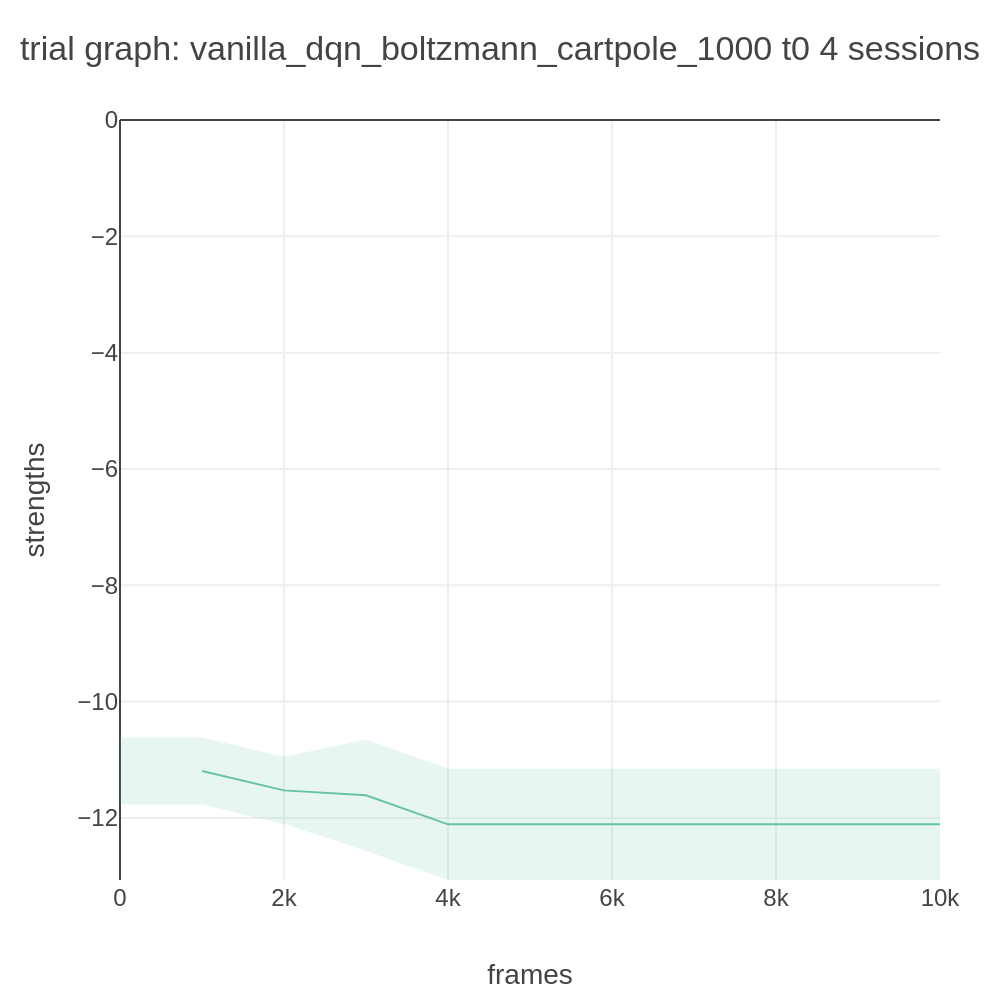 trial graph: vanilla_dqn_boltzmann_cartpole_1000 t0 4 sessions
0
−2
−4
−6
−8
−10
−12
strengths
0 2k 4k 6k 8k 10k
frames